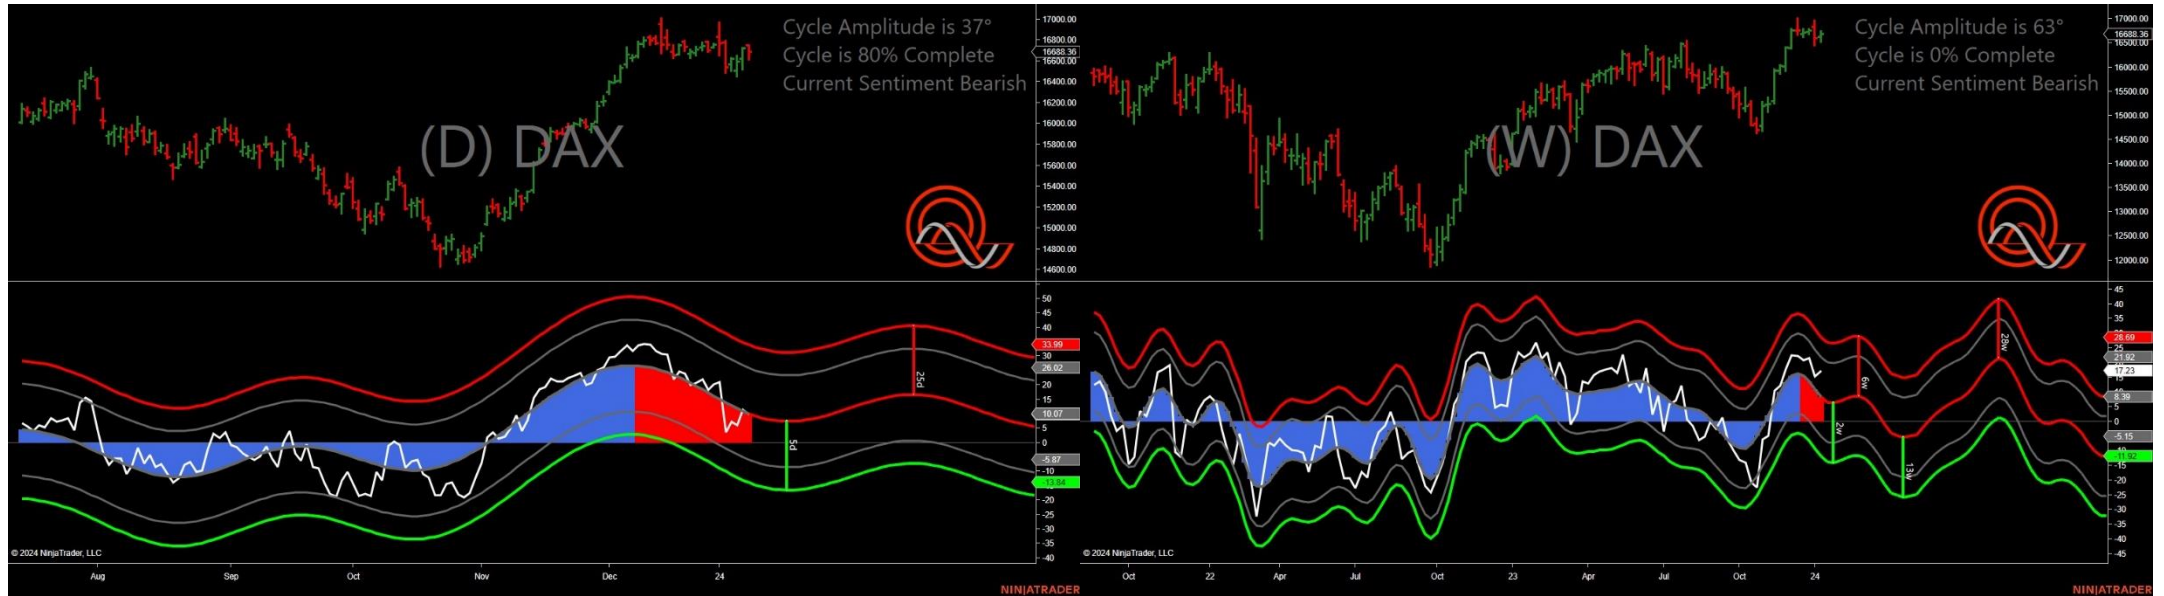 Cycle Amplitude is 37°
Cycle is 80% Complete
Current Sentiment Bearish
(D) DAX
17000.00
16800.00
16688.36
16600.00
16400.00
16200.00
16000.00
15800.00
15600.00
15400.00
15200.00
15000.00
14800.00
14600.00
50
45
40
33.99
30
26.02
20
15
10.07
5
0
-5.87
-10
-13.84
-20
-25
-30
-35
-40
25d
5d
© 2024 NinjaTrader, LLC
Aug
Sep
Oct
Nov
Dec
24
NINJATRADER
Cycle Amplitude is 63°
Cycle is 0% Complete
Current Sentiment Bearish
(W) DAX
17000.00
16688.36
16500.00
16000.00
15500.00
15000.00
14500.00
14000.00
13500.00
13000.00
12500.00
12000.00
45
40
35
28.69
25
21.92
17.23
8.39
5
0
-5.15
-11.92
-15
-20
-25
-30
-35
-40
-45
6w
2w
13w
28w
© 2024 NinjaTrader, LLC
Oct
22
Apr
Jul
Oct
23
Apr
Jul
Oct
24
NINJATRADER